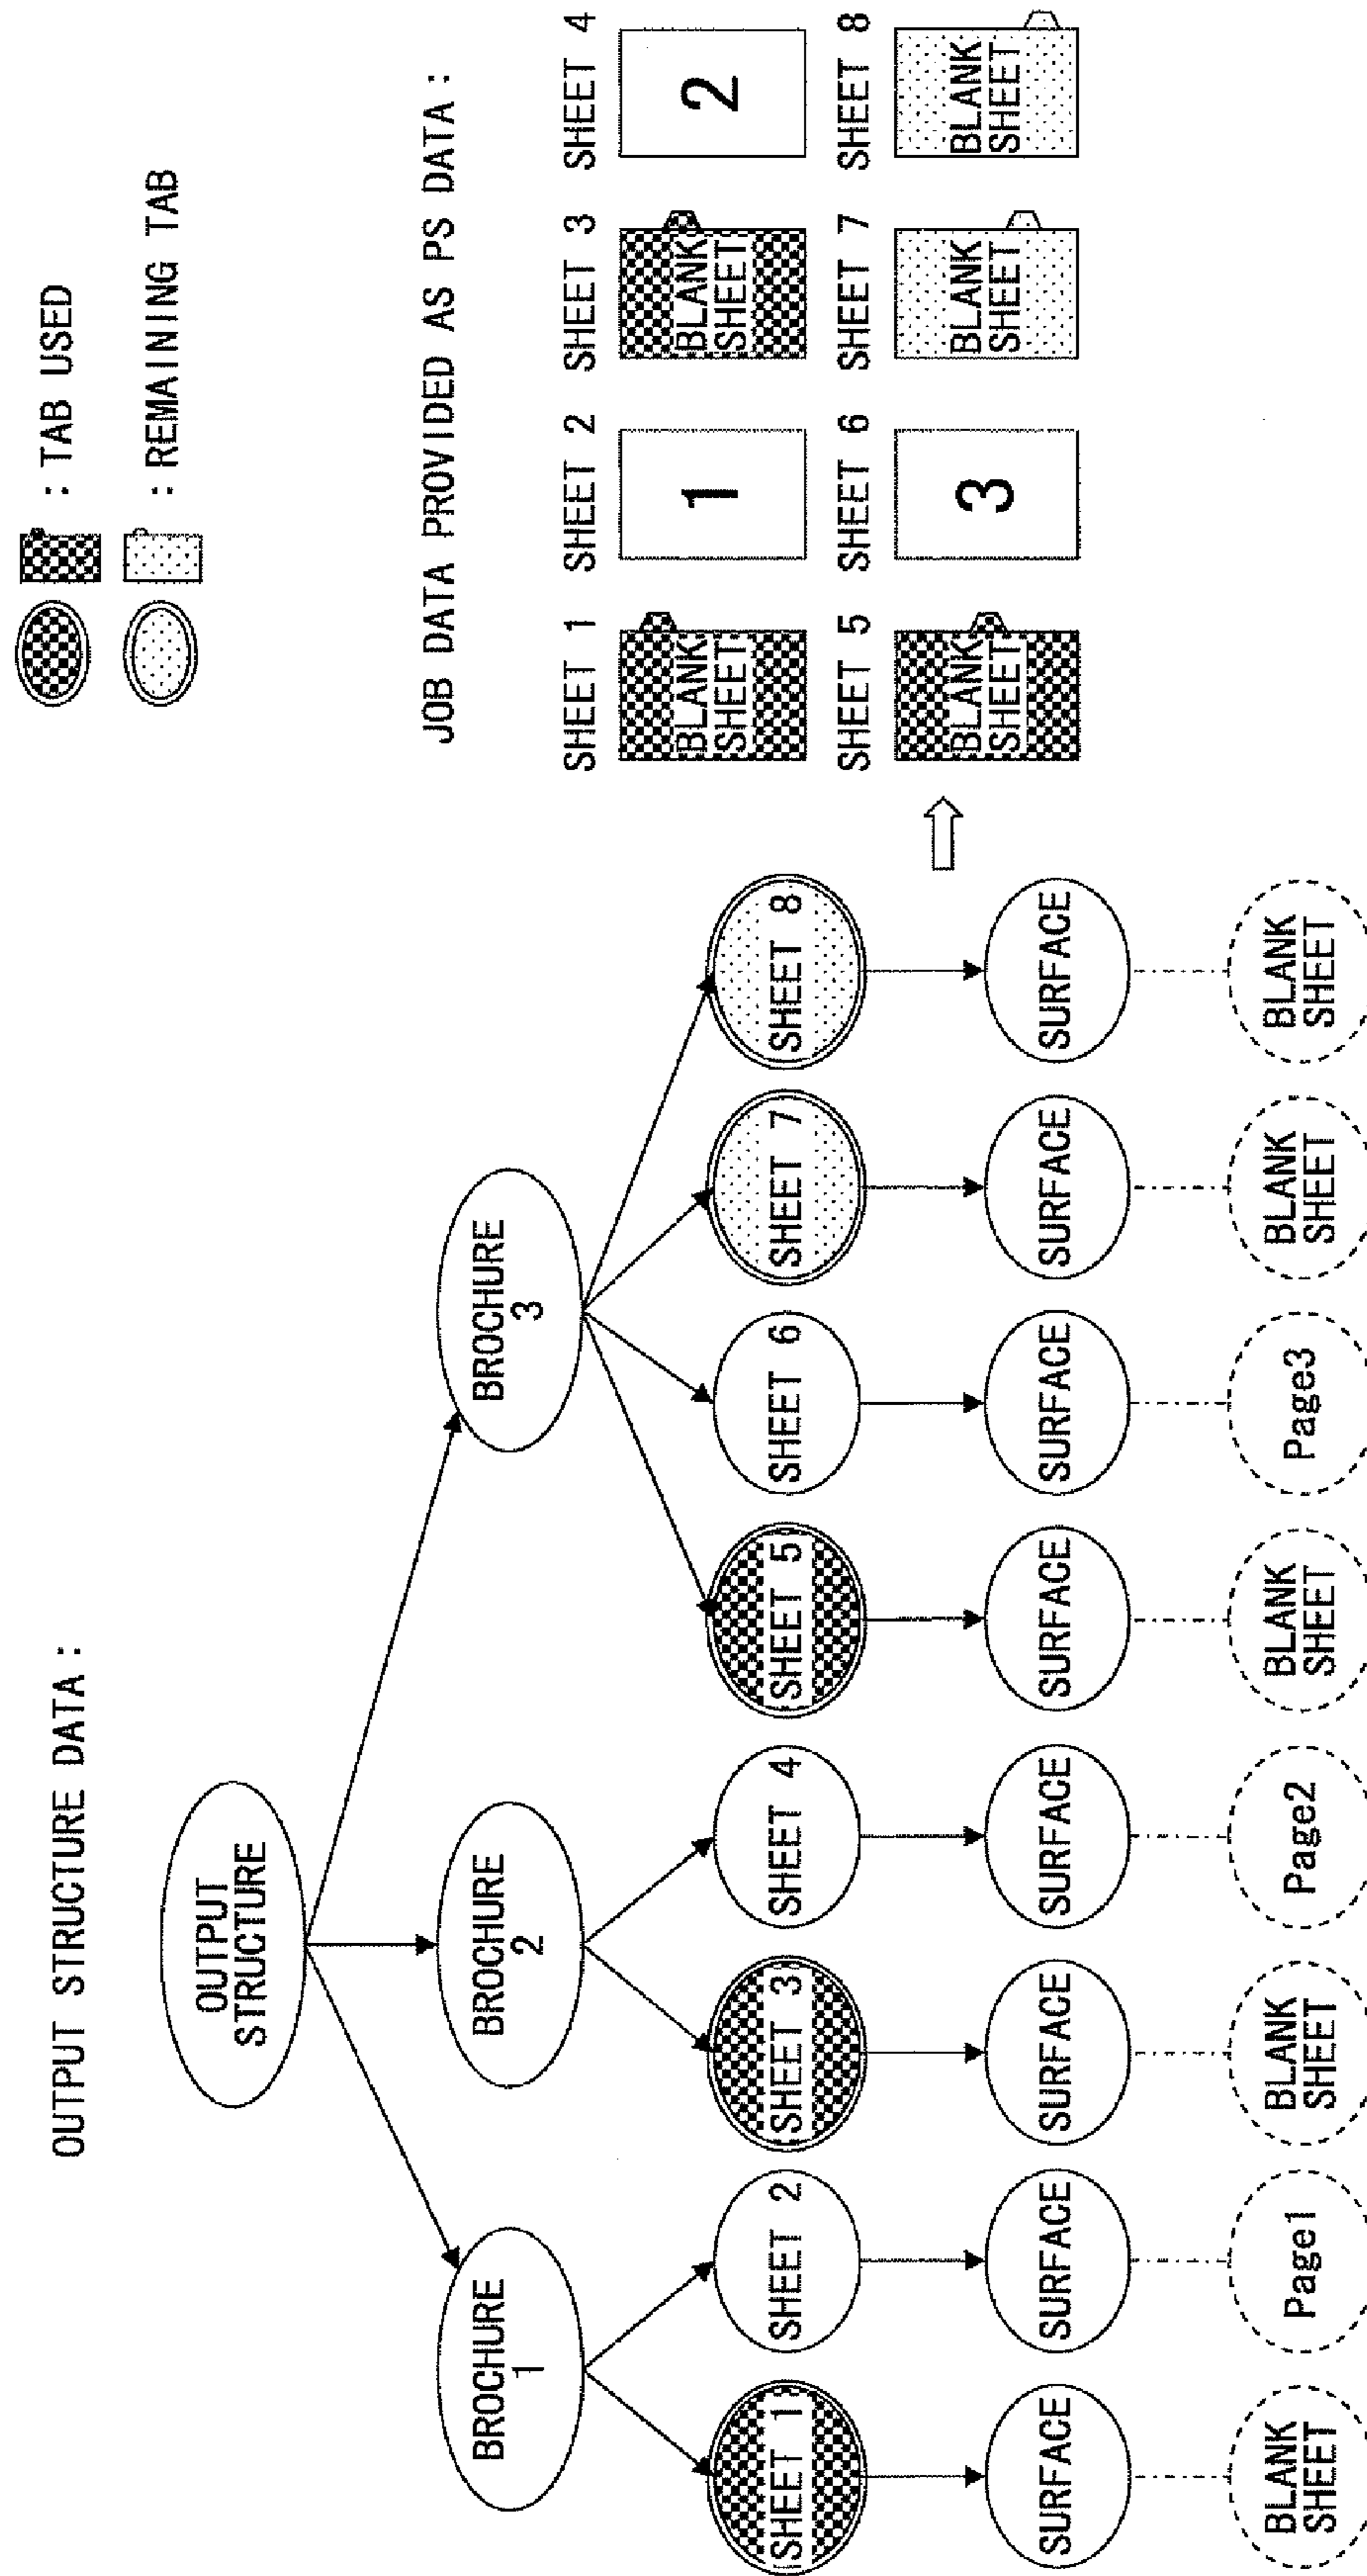 OUTPUT STRUCTURE DATA :
: TAB USED
: REMAINING TAB
OUTPUT
STRUCTURE
BROCHURE
1
BROCHURE
2
BROCHURE
3
SHEET 1
SHEET 2
SHEET 3
SHEET 4
SHEET 5
SHEET 6
SHEET 7
SHEET 8
SURFACE
SURFACE
SURFACE
SURFACE
SURFACE
SURFACE
SURFACE
SURFACE
BLANK
SHEET
Page1
BLANK
SHEET
Page2
BLANK
SHEET
Page3
BLANK
SHEET
BLANK
SHEET
JOB DATA PROVIDED AS PS DATA :
SHEET 1
SHEET 2
SHEET 3
SHEET 4
BLANK
SHEET
1
BLANK
SHEET
2
SHEET 5
SHEET 6
SHEET 7
SHEET 8
BLANK
SHEET
3
BLANK
SHEET
BLANK
SHEET